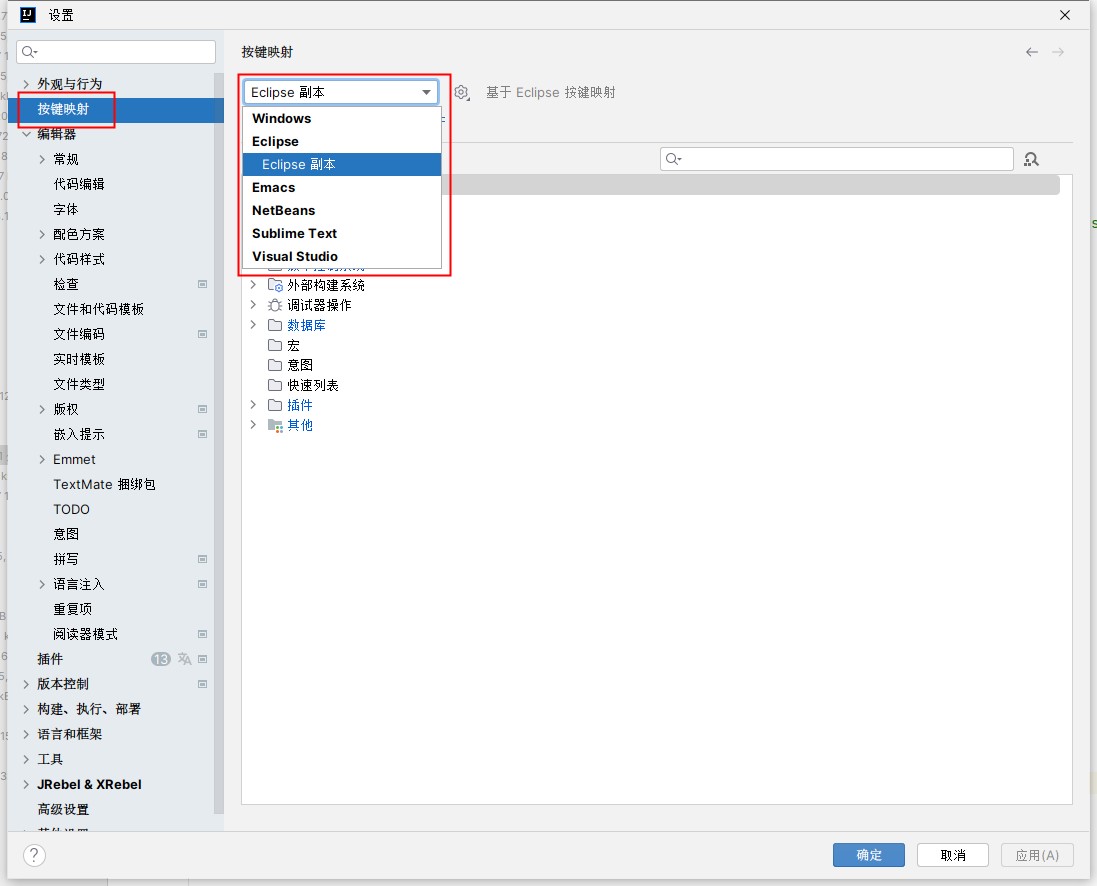 设置
外观与行为
按键映射
编辑器
常规
代码编辑
字体
配色方案
代码样式
检查
文件和代码模板
文件编码
实时模板
文件类型
版权
嵌入提示
Emmet
TextMate 捆绑包
TODO
意图
拼写
语言注入
重复项
阅读器模式
插件 13
版本控制
构建、执行、部署
语言和框架
工具
JRebel & XRebel
高级设置
按键映射
Eclipse 副本 基于 Eclipse 按键映射
Windows
Eclipse
Eclipse 副本
Emacs
NetBeans
Sublime Text
Visual Studio
外部构建系统
调试器操作
数据库
宏
意图
快速列表
插件
其他
? 确定 取消 应用(A)